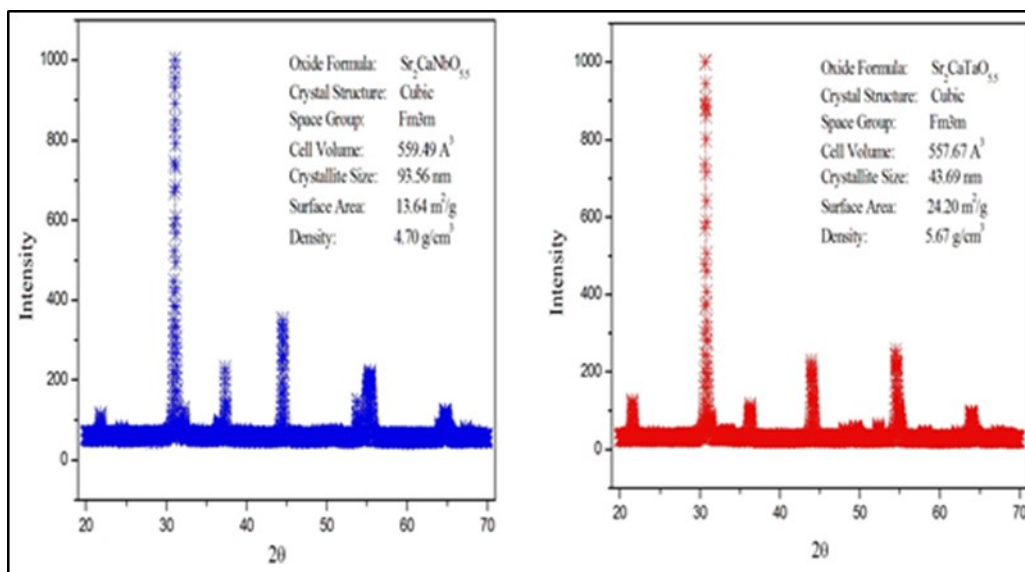 1000
800
600
400
200
0
20 30 40 50 60 70
2θ
Intensity
Oxide Formula: Sr₂CaNbO₅.₅
Crystal Structure: Cubic
Space Group: Fm3m
Cell Volume: 559.49 A³
Crystallite Size: 93.56 nm
Surface Area: 13.64 m²/g
Density: 4.70 g/cm³
1000
800
600
400
200
0
20 30 40 50 60 70
2θ
Intensity
Oxide Formula: Sr₂CaTaO₅.₅
Crystal Structure: Cubic
Space Group: Fm3m
Cell Volume: 557.67 A³
Crystallite Size: 43.69 nm
Surface Area: 24.20 m²/g
Density: 5.67 g/cm³